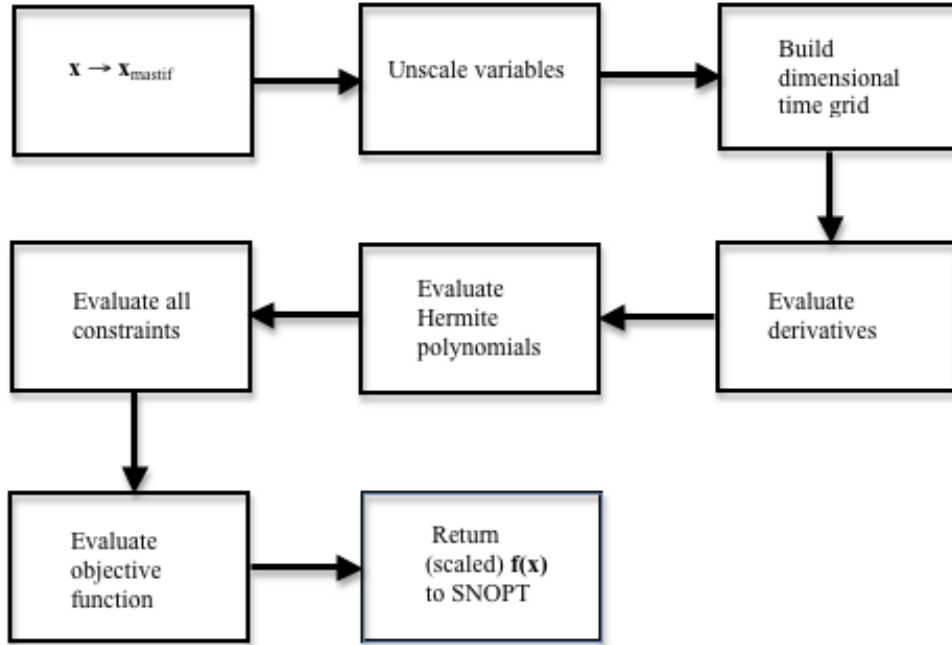 x → x_mastif
Unscale variables
Build
dimensional
time grid
Evaluate all
constraints
Evaluate
Hermite
polynomials
Evaluate
derivatives
Evaluate
objective
function
Return
(scaled) f(x)
to SNOPT